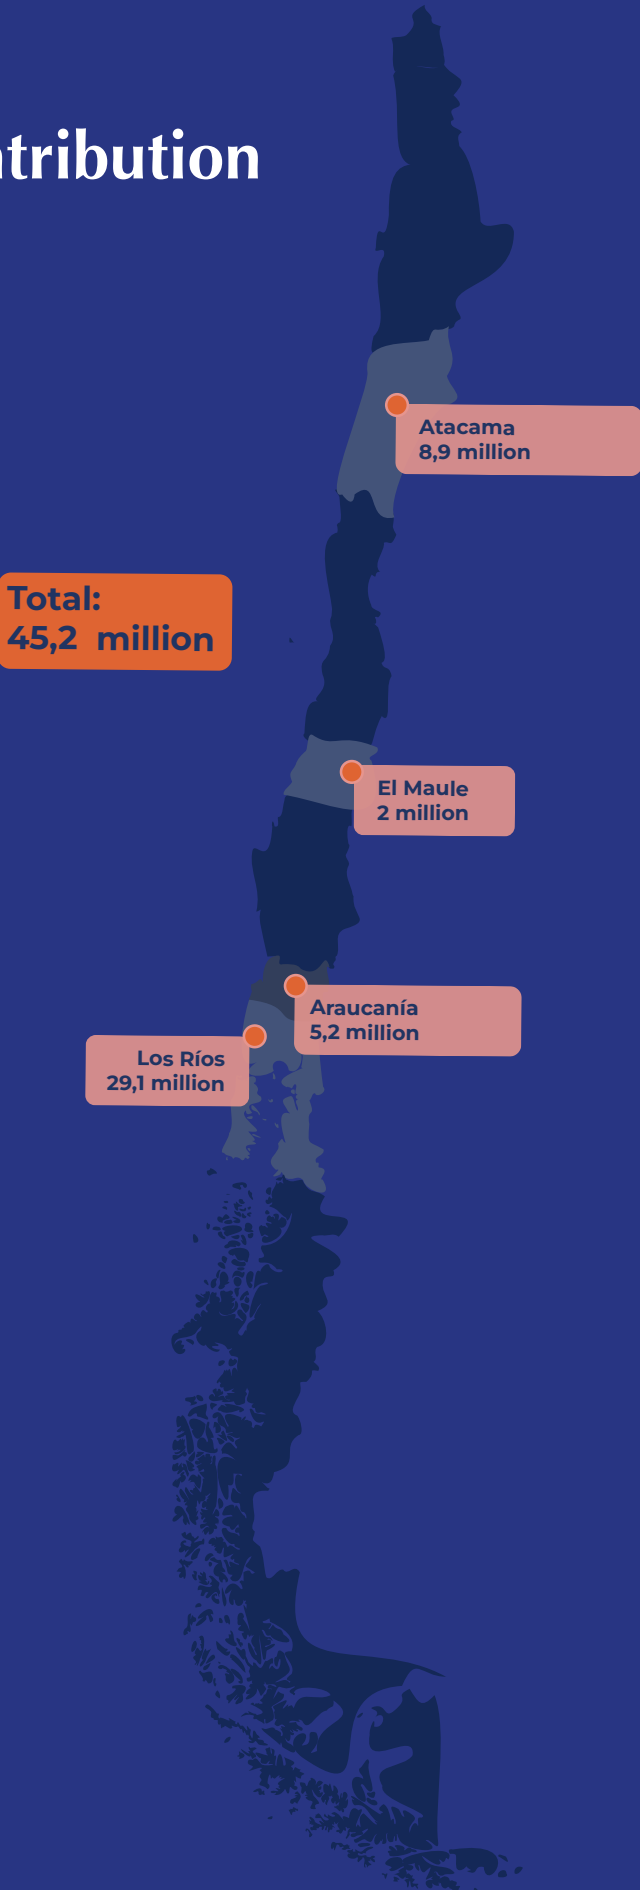 ntribution
Atacama
8,9 million
Total:
45,2 million
El Maule
2 million
Araucanía
5,2 million
Los Ríos
29,1 million